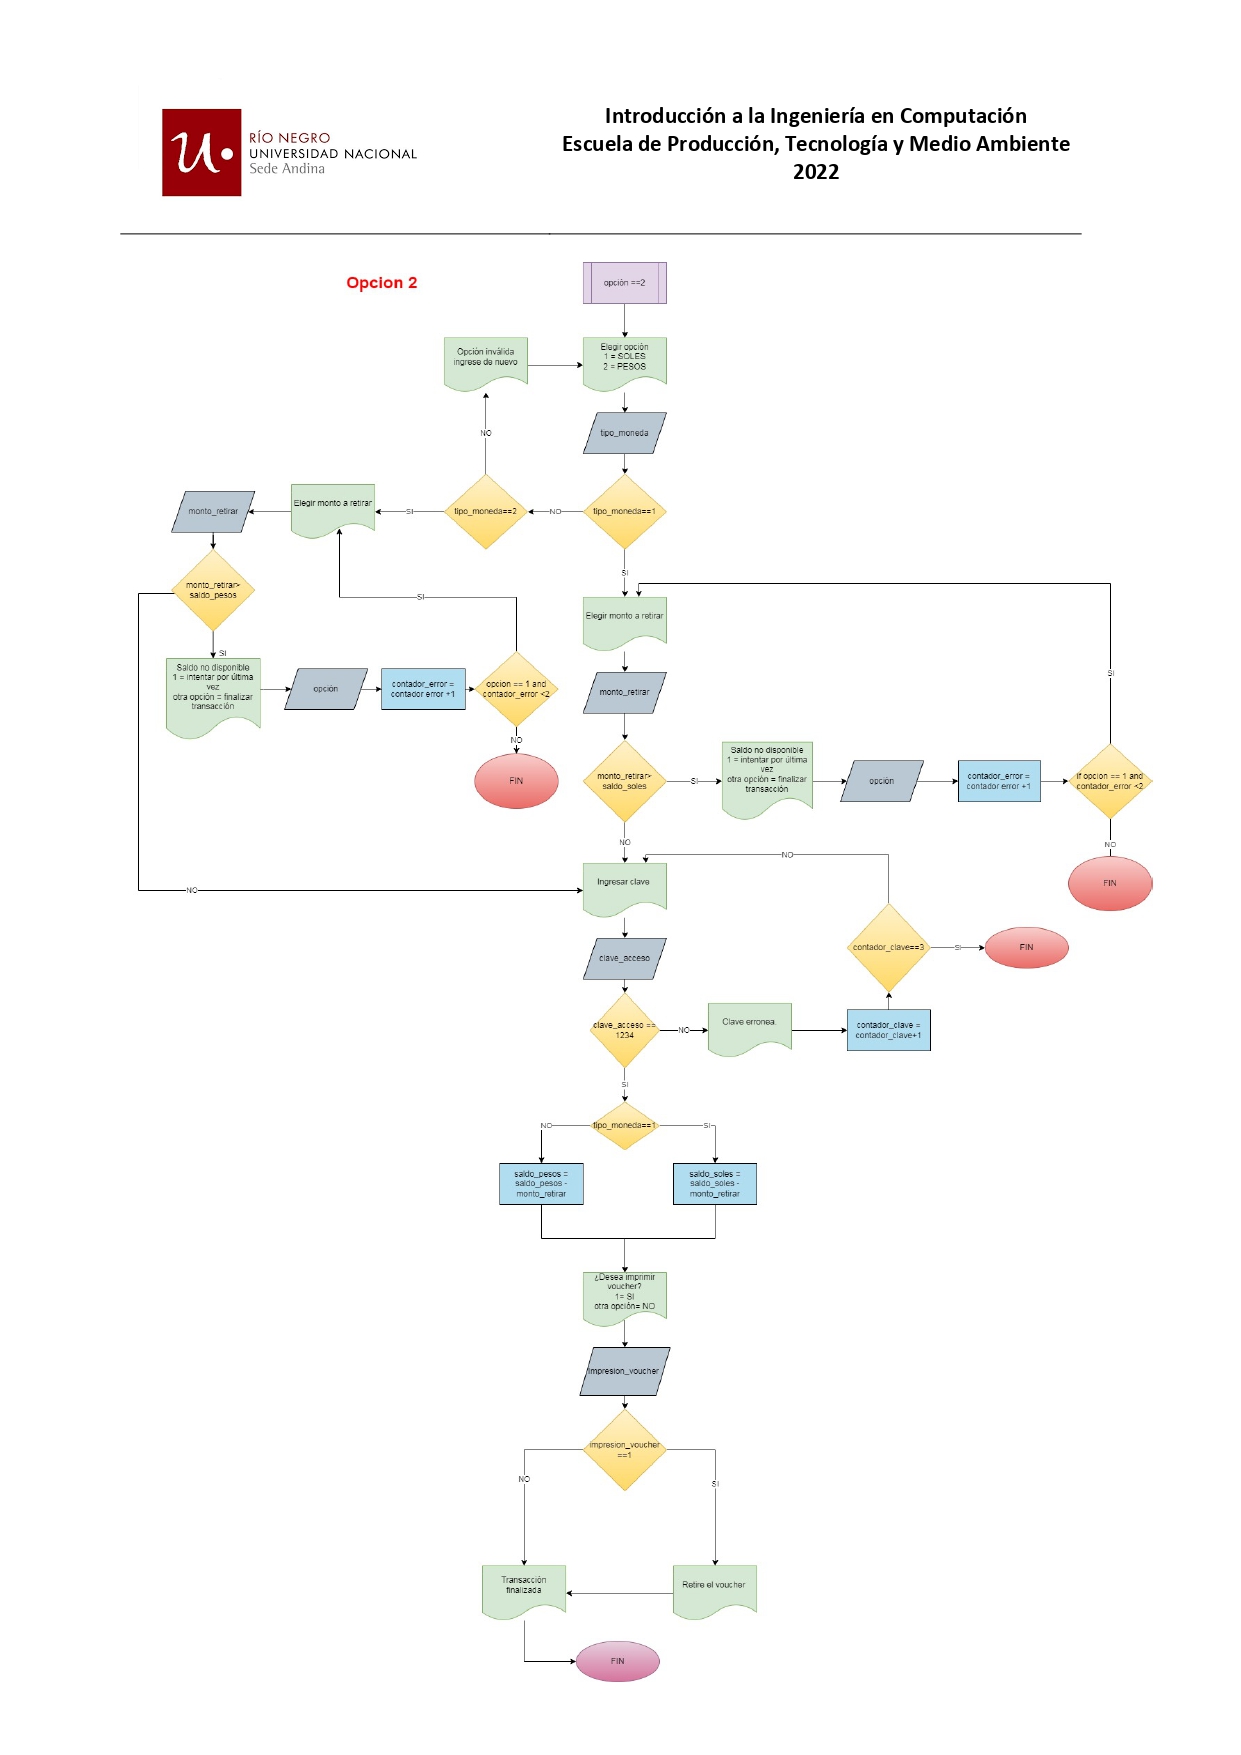 RÍO NEGRO
UNIVERSIDAD NACIONAL
Sede Andina
Introducción a la Ingeniería en Computación
Escuela de Producción, Tecnología y Medio Ambiente
2022
Opcion 2
opción ==2
Opción inválida
ingrese de nuevo
Elegir opción
1 = SOLES
2 = PESOS
NO
tipo_moneda
monto_retirar
Elegir monto a retirar
SI
tipo_moneda==2
NO
tipo_moneda==1
SI
monto_retirar>
saldo_pesos
SI
Elegir monto a retirar
SI
Saldo no disponible
1 = intentar por última
vez
otra opción = finalizar
transacción
opción
contador_error =
contador error +1
opcion == 1 and
contador_error <2
NO
FIN
monto_retirar
SI
monto_retirar>
saldo_soles
SI
Saldo no disponible
1 = intentar por última
vez
otra opción = finalizar
transacción
opción
contador_error =
contador error +1
if opcion == 1 and
contador_error <2
NO
FIN
NO
NO
NO
Ingresar clave
clave_acceso
contador_clave==3
SI
FIN
clave_acceso ==
1234
NO
Clave erronea.
contador_clave =
contador_clave+1
SI
NO
tipo_moneda==1
SI
saldo_pesos =
saldo_pesos -
monto_retirar
saldo_soles =
saldo_soles -
monto_retirar
¿Desea imprimir
voucher?
1= SI
otra opción= NO
impresion_voucher
impresion_voucher
==1
NO
SI
Transacción
finalizada
Retire el voucher
FIN